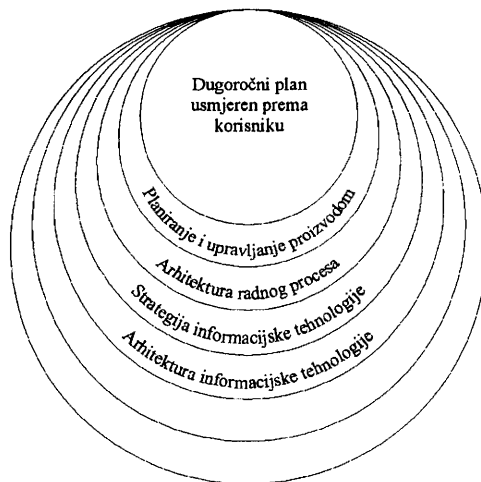 Dugoročni plan
usmjeren prema
korisniku
Planiranje i upravljanje proizvodom
Arhitektura radnog procesa
Strategija informacijske tehnologije
Arhitektura informacijske tehnologije